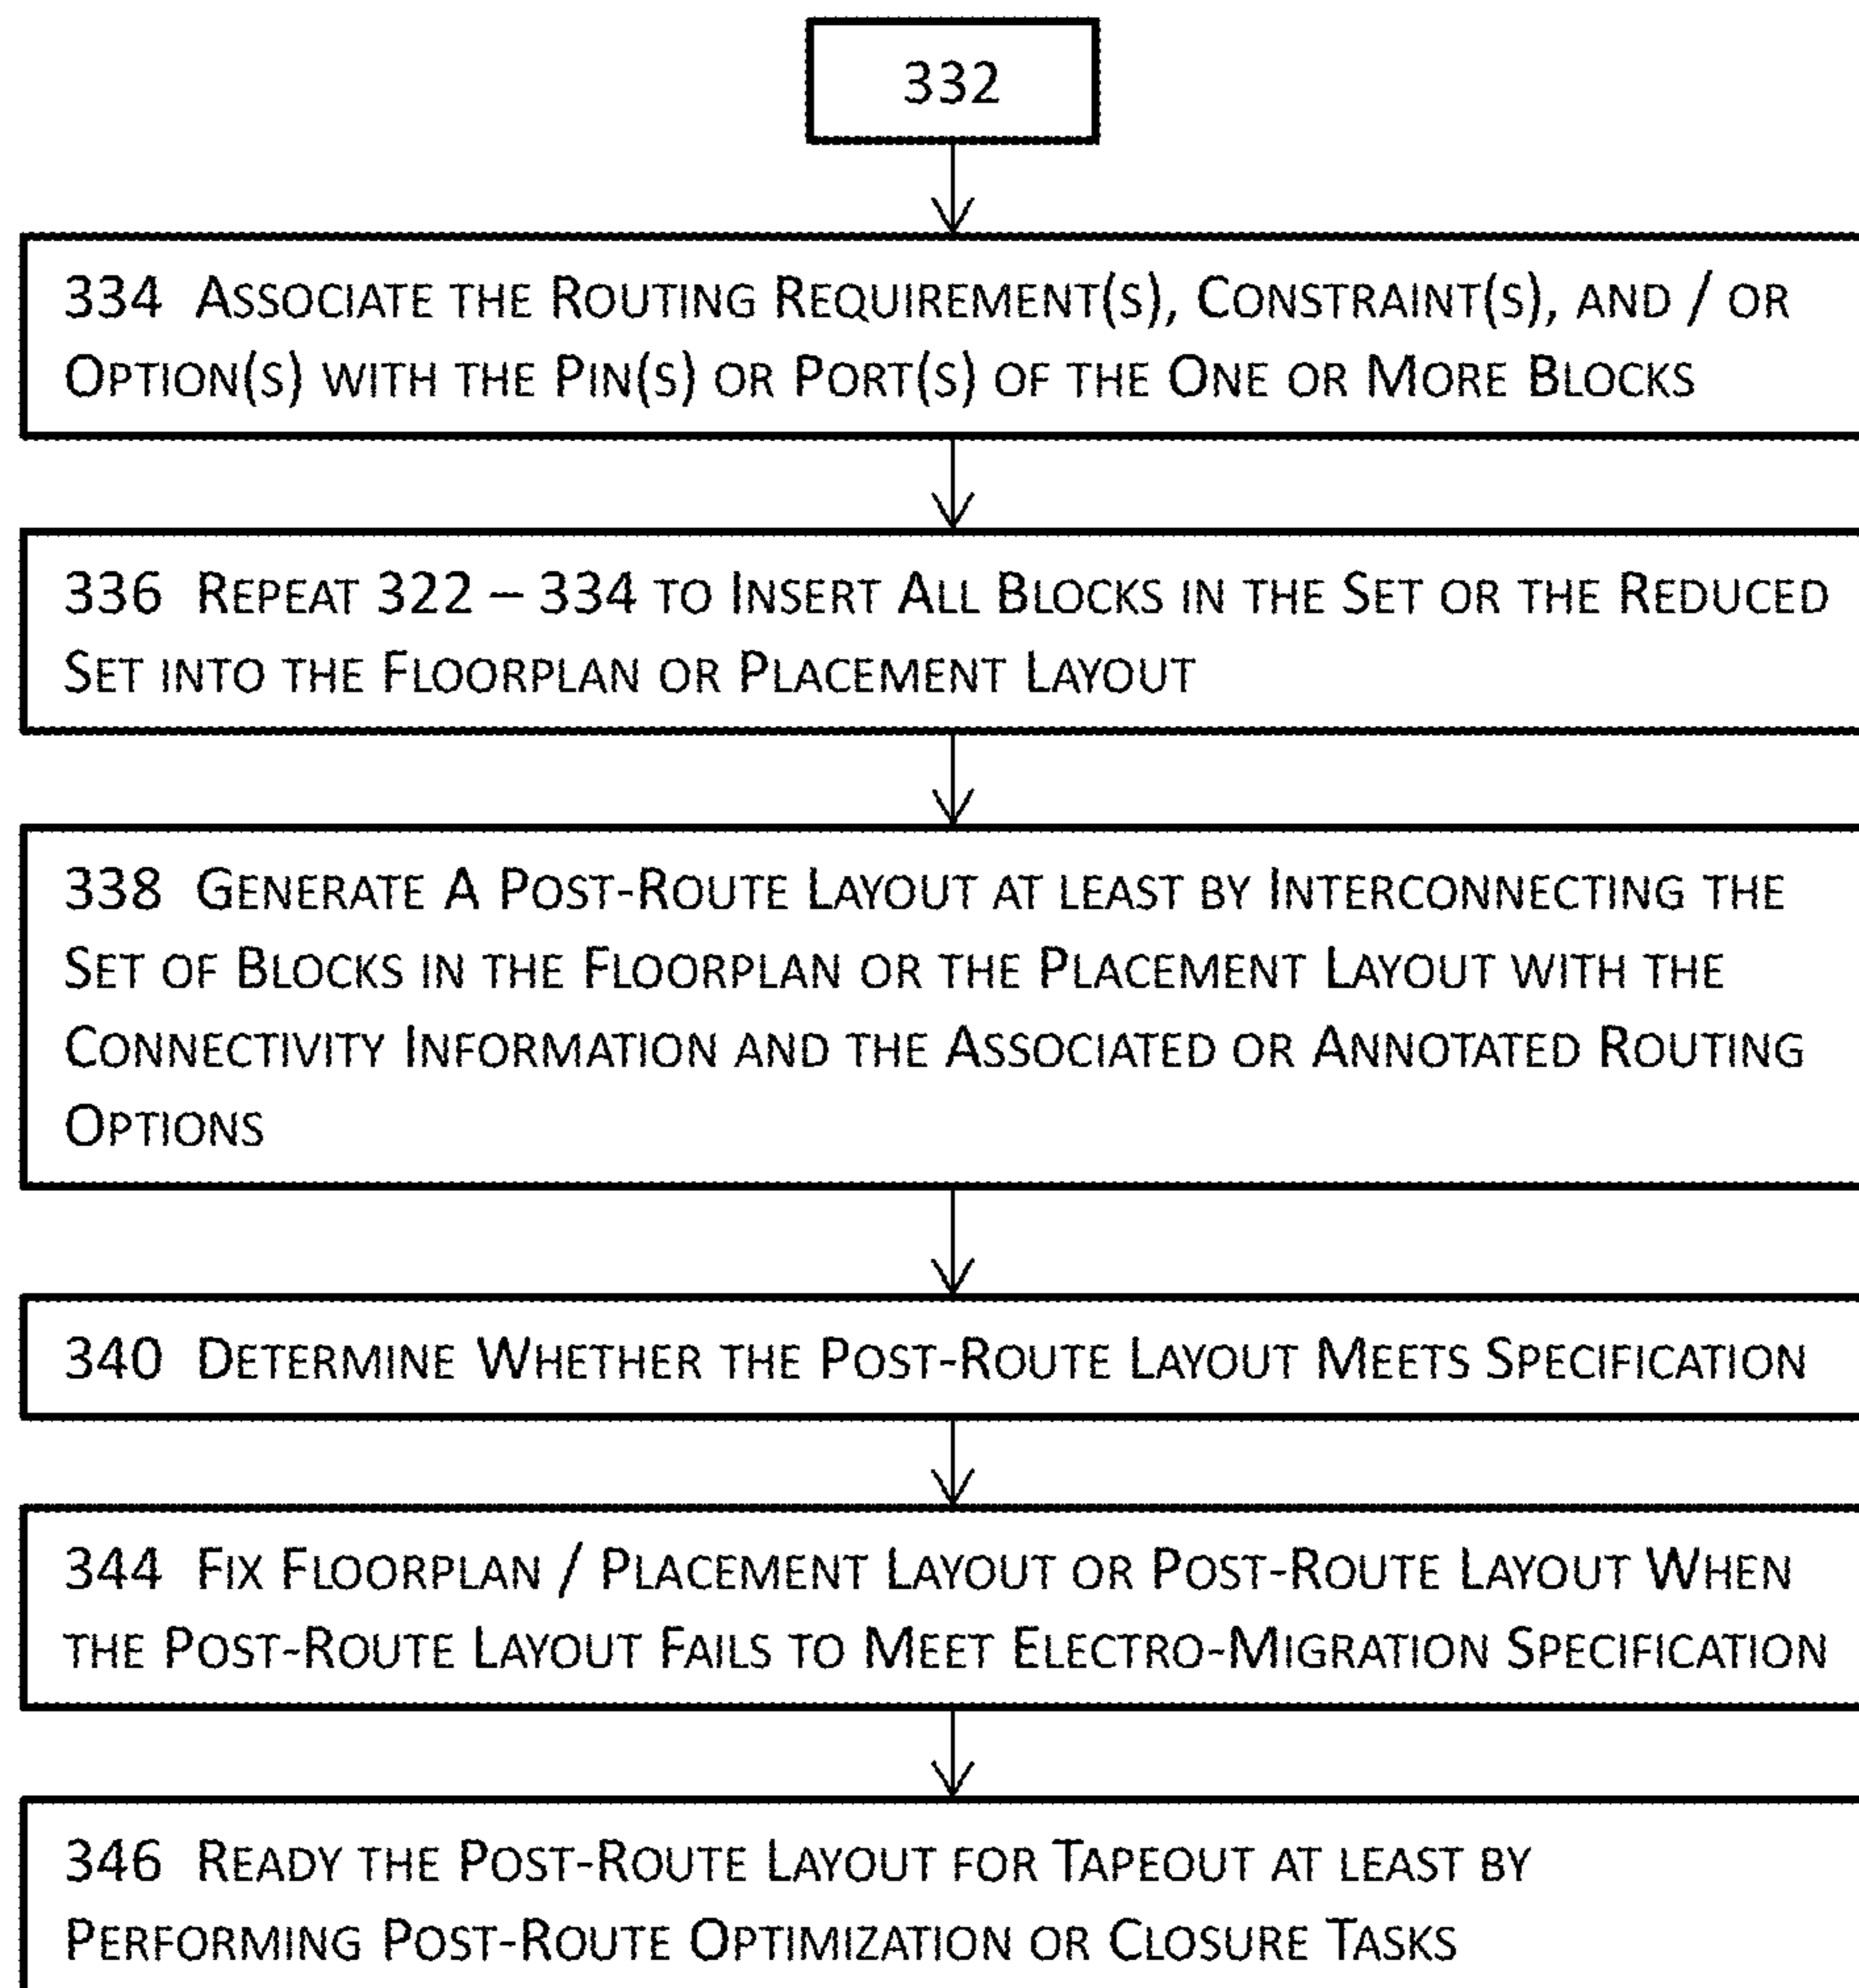 332
334 Associate the Routing Requirement(s), Constraint(s), and / or
Option(s) with the Pin(s) or Port(s) of the One or More Blocks
336 Repeat 322 – 334 to Insert All Blocks in the Set or the Reduced
Set into the Floorplan or Placement Layout
338 Generate A Post-Route Layout at least by Interconnecting the
Set of Blocks in the Floorplan or the Placement Layout with the
Connectivity Information and the Associated or Annotated Routing
Options
340 Determine Whether the Post-Route Layout Meets Specification
344 Fix Floorplan / Placement Layout or Post-Route Layout When
the Post-Route Layout Fails to Meet Electro-Migration Specification
346 Ready the Post-Route Layout for Tapeout at least by
Performing Post-Route Optimization or Closure Tasks